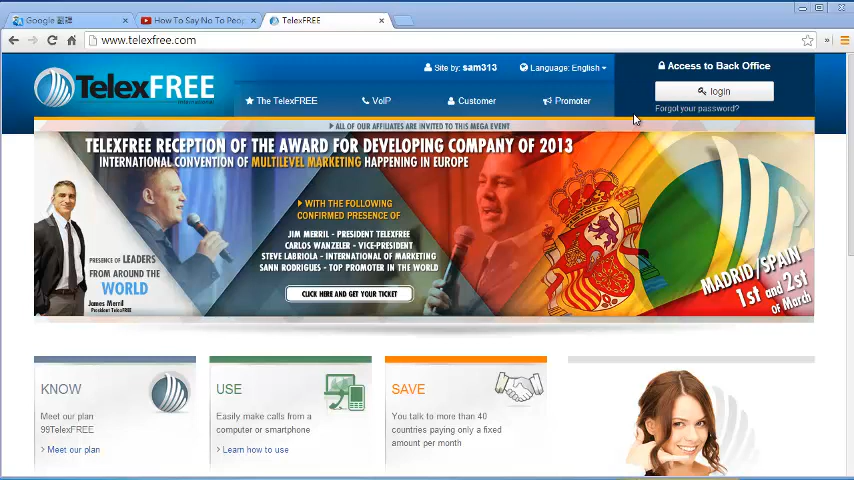 Google 翻譯
How To Say No To Peop
TelexFREE
www.telexfree.com
TelexFREE
International
Site by: sam313
Language: English
Access to Back Office
login
Forgot your password?
The TelexFREE
VoIP
Customer
Promoter
ALL OF OUR AFFILIATES ARE INVITED TO THIS MEGA EVENT
TELEXFREE RECEPTION OF THE AWARD FOR DEVELOPING COMPANY OF 2013
INTERNATIONAL CONVENTION OF MULTILEVEL MARKETING HAPPENING IN EUROPE
WITH THE FOLLOWING
CONFIRMED PRESENCE OF
JIM MERRIL - PRESIDENT TELEXFREE
CARLOS WANZELER - VICE-PRESIDENT
STEVE LABRIOLA - INTERNATIONAL OF MARKETING
SANN RODRIGUES - TOP PROMOTER IN THE WORLD
CLICK HERE AND GET YOUR TICKET
PRESENCE OF LEADERS
FROM AROUND THE
WORLD
James Merril
President TelexFREE
MADRID/SPAIN
1st and 2st
of March
KNOW
Meet our plan
99TelexFREE
> Meet our plan
USE
Easily make calls from a
computer or smartphone
> Learn how to use
SAVE
You talk to more than 40
countries paying only a fixed
amount per month